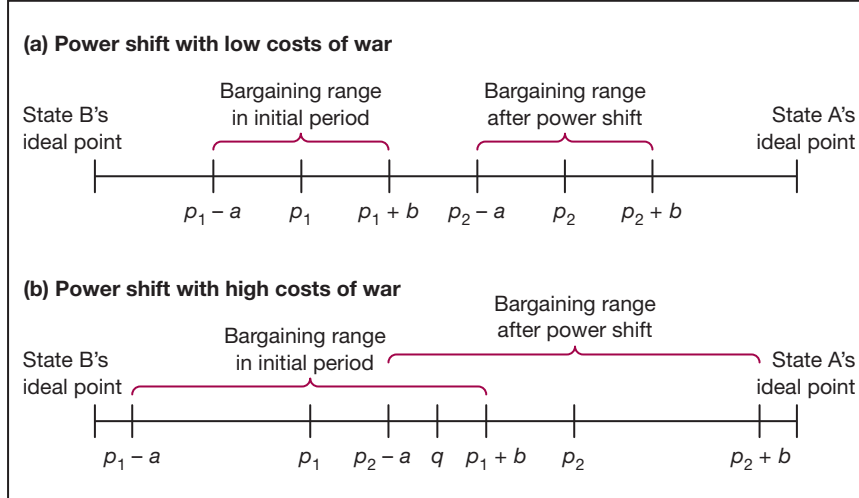 (a) Power shift with low costs of war
State B's
ideal point
Bargaining range
in initial period
Bargaining range
after power shift
State A's
ideal point
p₁ – a
p₁
p₁ + b
p₂ – a
p₂
p₂ + b
(b) Power shift with high costs of war
State B's
ideal point
Bargaining range
in initial period
Bargaining range
after power shift
State A's
ideal point
p₁ – a
p₁
p₂ – a
q
p₁ + b
p₂
p₂ + b